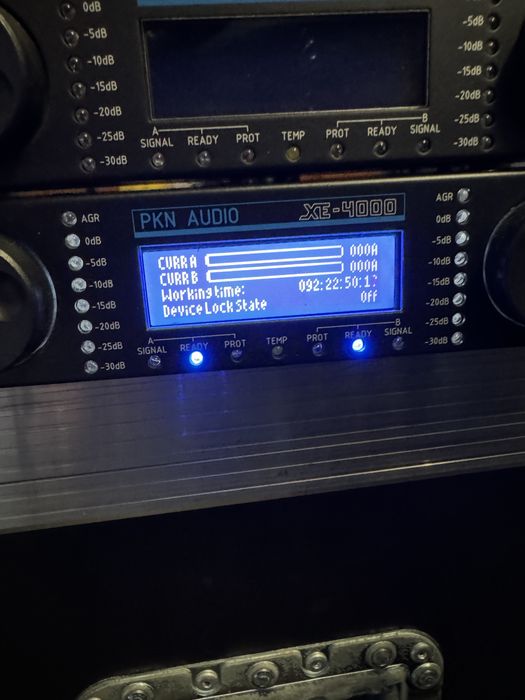 0dB
-5dB
-10dB
-15dB
-20dB
-25dB
-30dB
A
SIGNAL READY PROT TEMP PROT READY SIGNAL
B
-5dB
-10dB
-15dB
-20dB
-25dB
-30dB
PKN AUDIO XE-4000
AGR
0dB
-5dB
-10dB
-15dB
-20dB
-25dB
-30dB
CURR A 000A
CURR B 000A
Working time:
Device Lock State Off
A
SIGNAL READY PROT TEMP PROT READY SIGNAL
B
AGR
0dB
-5dB
-10dB
-15dB
-20dB
-25dB
-30dB